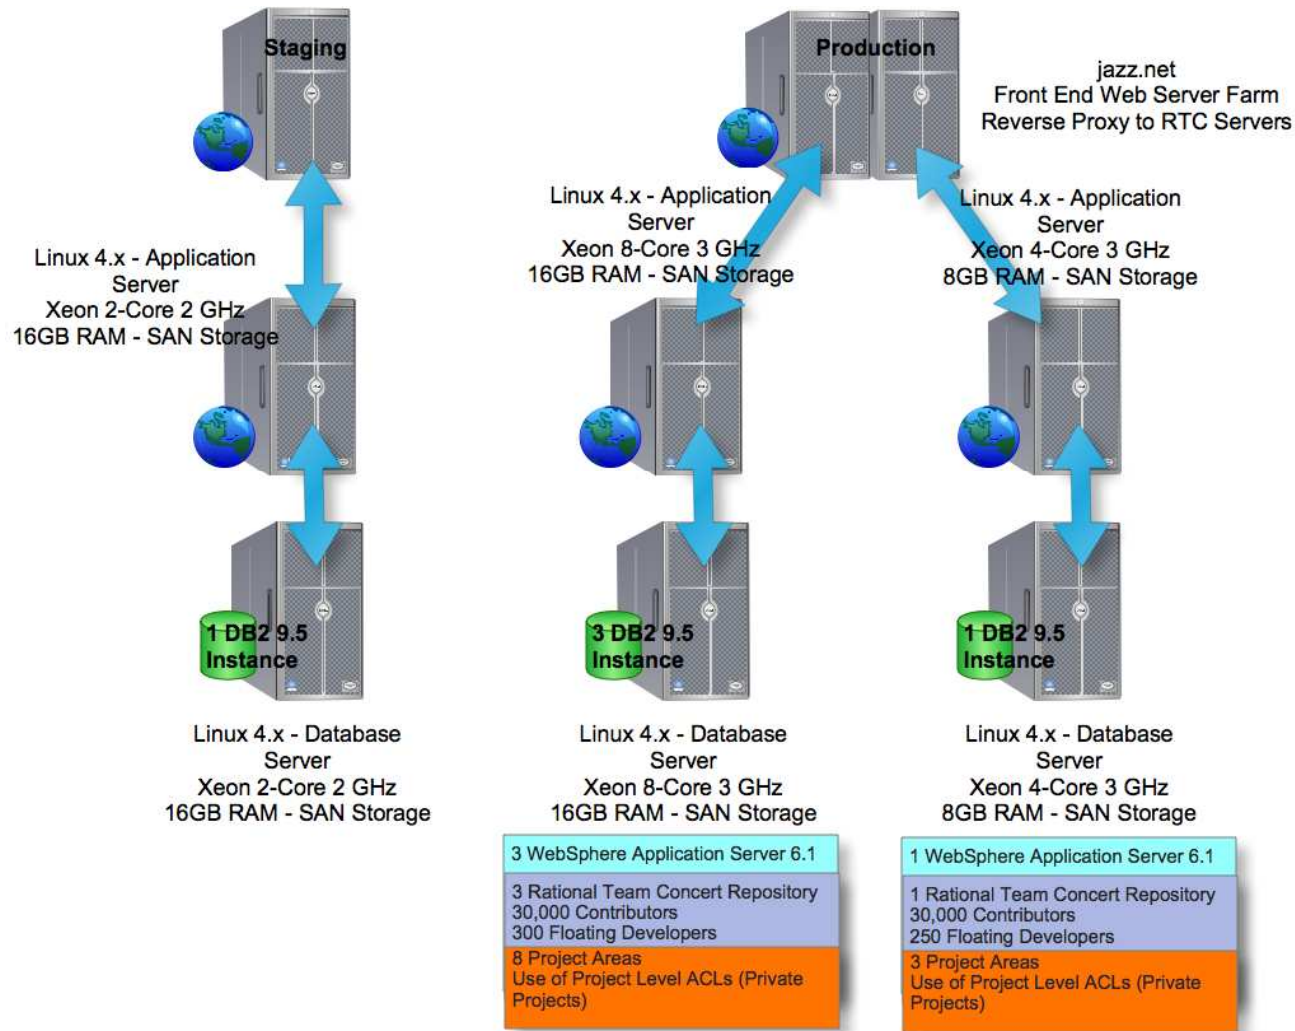 Staging
Production
jazz.net
Front End Web Server Farm
Reverse Proxy to RTC Servers
Linux 4.x - Application
Server
Xeon 2-Core 2 GHz
16GB RAM - SAN Storage
Linux 4.x - Application
Server
Xeon 8-Core 3 GHz
16GB RAM - SAN Storage
Linux 4.x - Application
Server
Xeon 4-Core 3 GHz
8GB RAM - SAN Storage
1 DB2 9.5
Instance
3 DB2 9.5
Instance
1 DB2 9.5
Instance
Linux 4.x - Database
Server
Xeon 2-Core 2 GHz
16GB RAM - SAN Storage
Linux 4.x - Database
Server
Xeon 8-Core 3 GHz
16GB RAM - SAN Storage
Linux 4.x - Database
Server
Xeon 4-Core 3 GHz
8GB RAM - SAN Storage
3 WebSphere Application Server 6.1
3 Rational Team Concert Repository
30,000 Contributors
300 Floating Developers
8 Project Areas
Use of Project Level ACLs (Private
Projects)
1 WebSphere Application Server 6.1
1 Rational Team Concert Repository
30,000 Contributors
250 Floating Developers
3 Project Areas
Use of Project Level ACLs (Private
Projects)